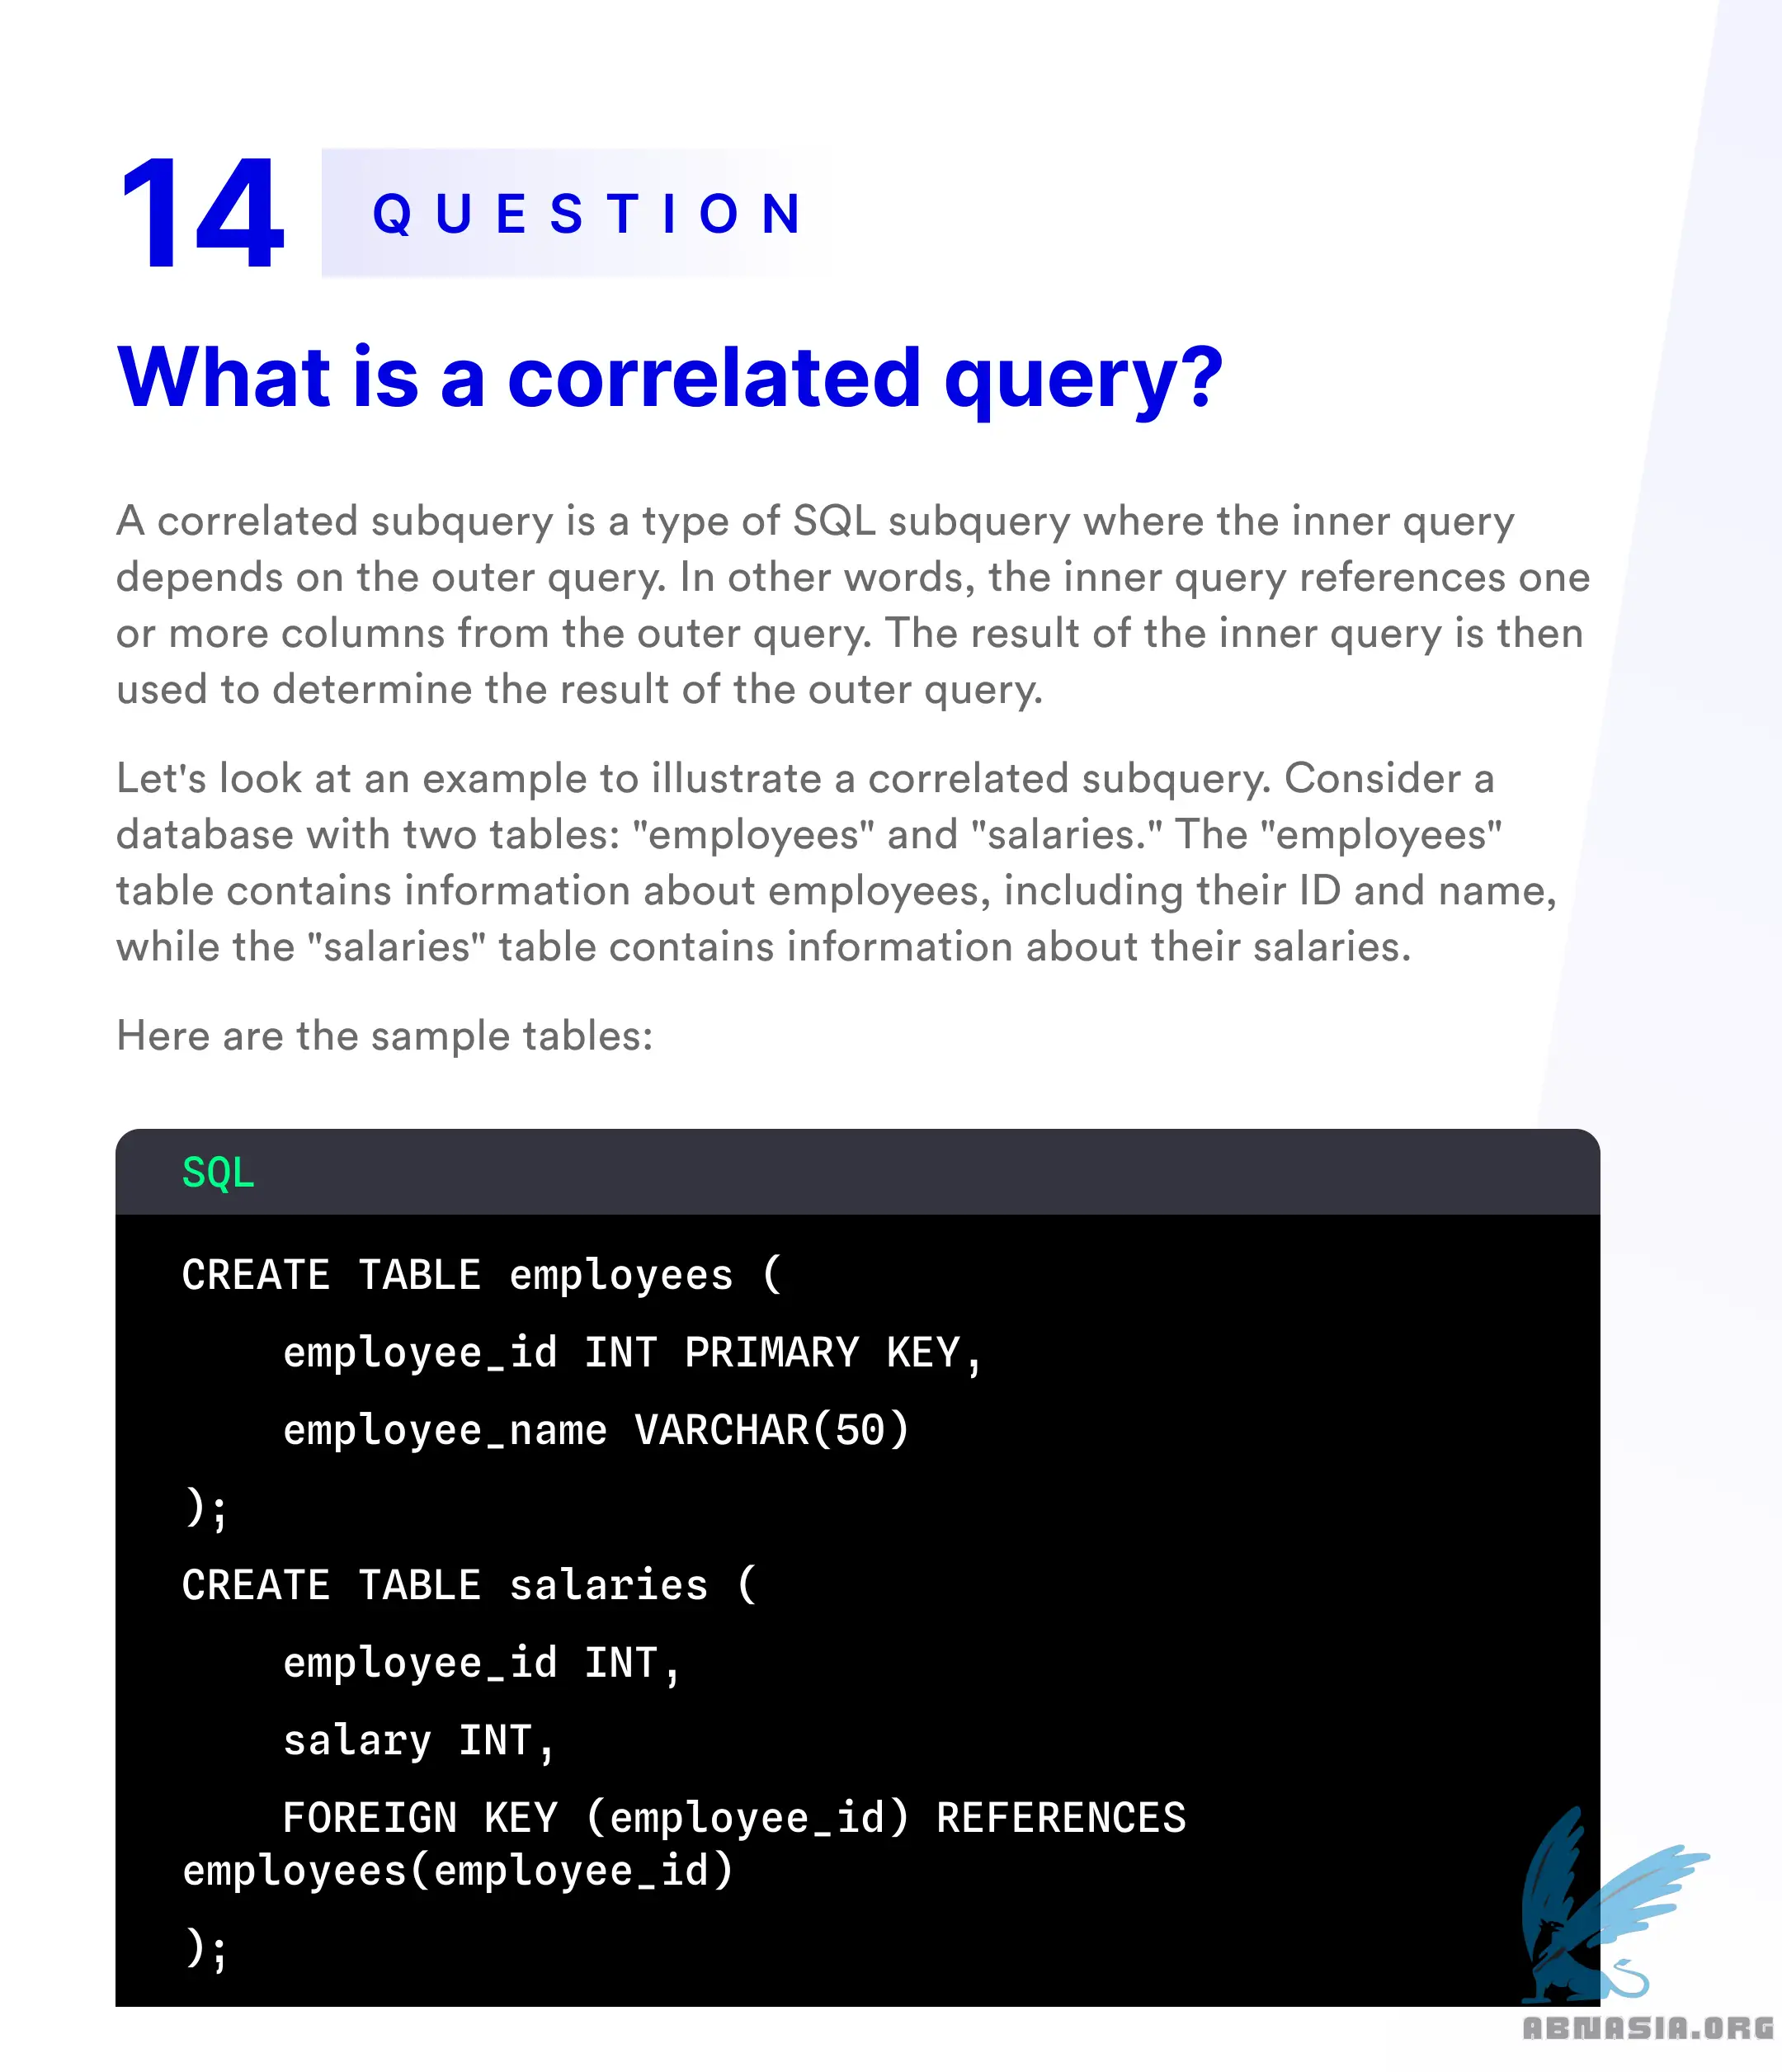 14 QUESTION
What is a correlated query?
A correlated subquery is a type of SQL subquery where the inner query
depends on the outer query. In other words, the inner query references one
or more columns from the outer query. The result of the inner query is then
used to determine the result of the outer query.
Let's look at an example to illustrate a correlated subquery. Consider a
database with two tables: "employees" and "salaries." The "employees"
table contains information about employees, including their ID and name,
while the "salaries" table contains information about their salaries.
Here are the sample tables:
SQL
CREATE TABLE employees (
    employee_id INT PRIMARY KEY,
    employee_name VARCHAR(50)
);
CREATE TABLE salaries (
    employee_id INT,
    salary INT,
    FOREIGN KEY (employee_id) REFERENCES
employees(employee_id)
);
ABNASIA.ORG